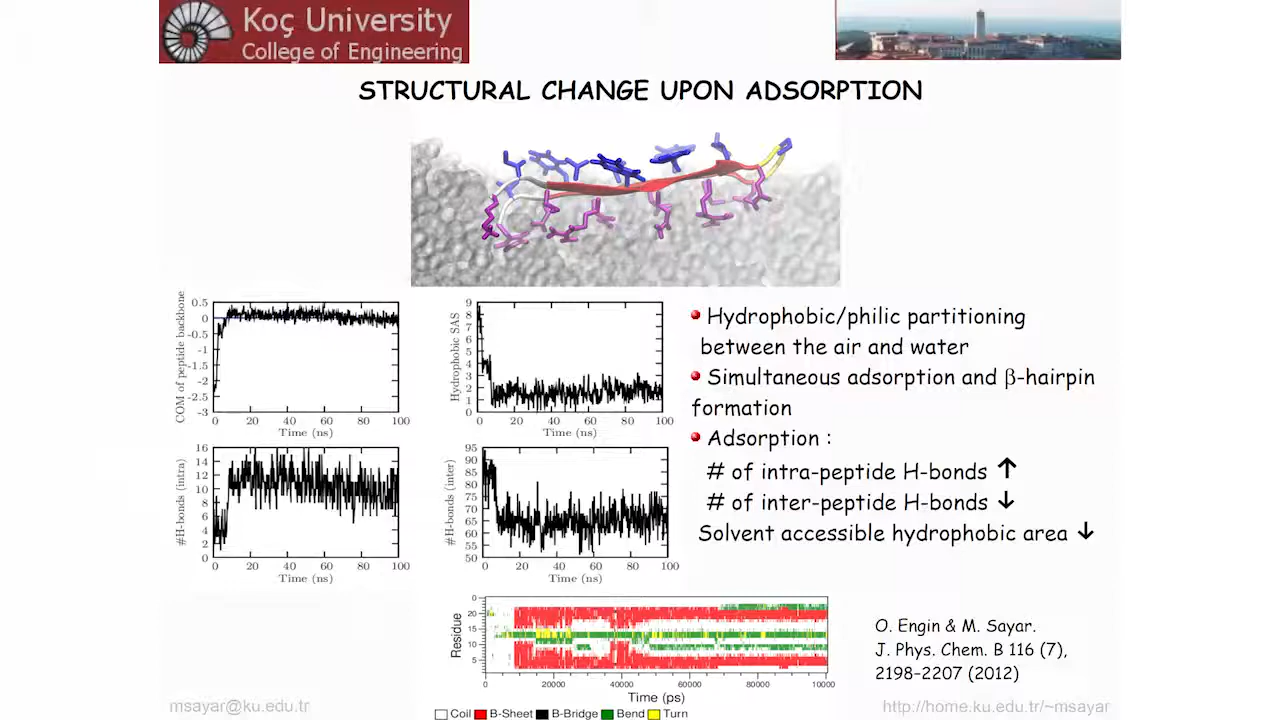 Koç University
College of Engineering
STRUCTURAL CHANGE UPON ADSORPTION
COM of peptide backbone
0.5
0
-0.5
-1
-1.5
-2
-2.5
-3
0 20 40 60 80 100
Time (ns)
Hydrophobic SAS
9
8
7
6
5
4
3
2
1
0
0 20 40 60 80 100
Time (ns)
#H-bonds (intra)
16
14
12
10
8
6
4
2
0
0 20 40 60 80 100
Time (ns)
#H-bonds (inter)
95
90
85
80
75
70
65
60
55
50
0 20 40 60 80 100
Time (ns)
Hydrophobic/philic partitioning
between the air and water
Simultaneous adsorption and β-hairpin
formation
Adsorption :
# of intra-peptide H-bonds ↑
# of inter-peptide H-bonds ↓
Solvent accessible hydrophobic area ↓
Residue
0
20
15
10
5
0 20000 40000 60000 80000 10000
Time (ps)
Coil B-Sheet B-Bridge Bend Turn
O. Engin & M. Sayar.
J. Phys. Chem. B 116 (7),
2198–2207 (2012)
msayar@ku.edu.tr
http://home.ku.edu.tr/~msayar